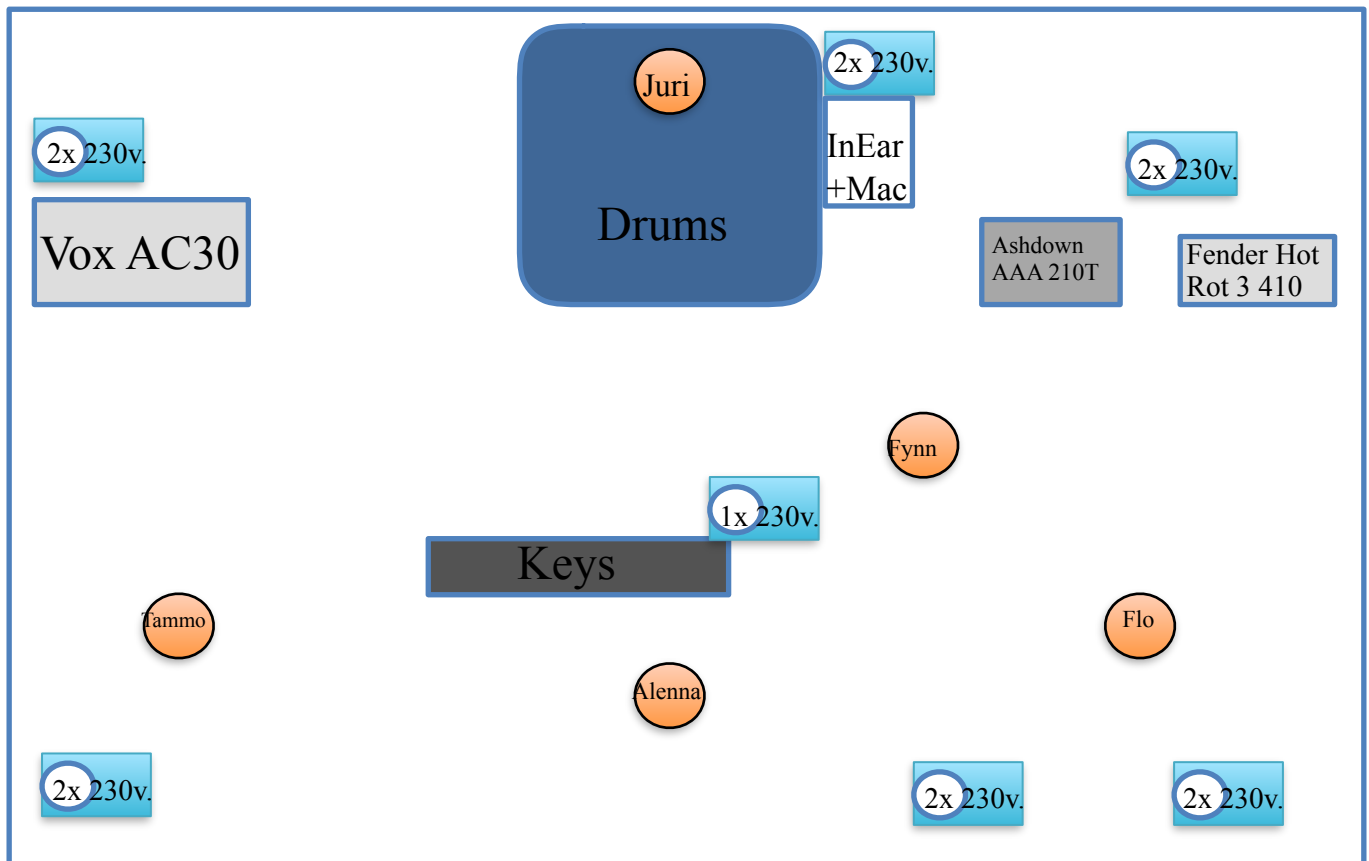 Juri
2x 230v.
2x 230v.
InEar
+Mac
2x 230v.
Drums
Vox AC30
Ashdown
AAA 210T
Fender Hot
Rot 3 410
Fynn
1x 230v.
Keys
Tammo
Flo
Alenna
2x 230v.
2x 230v.
2x 230v.